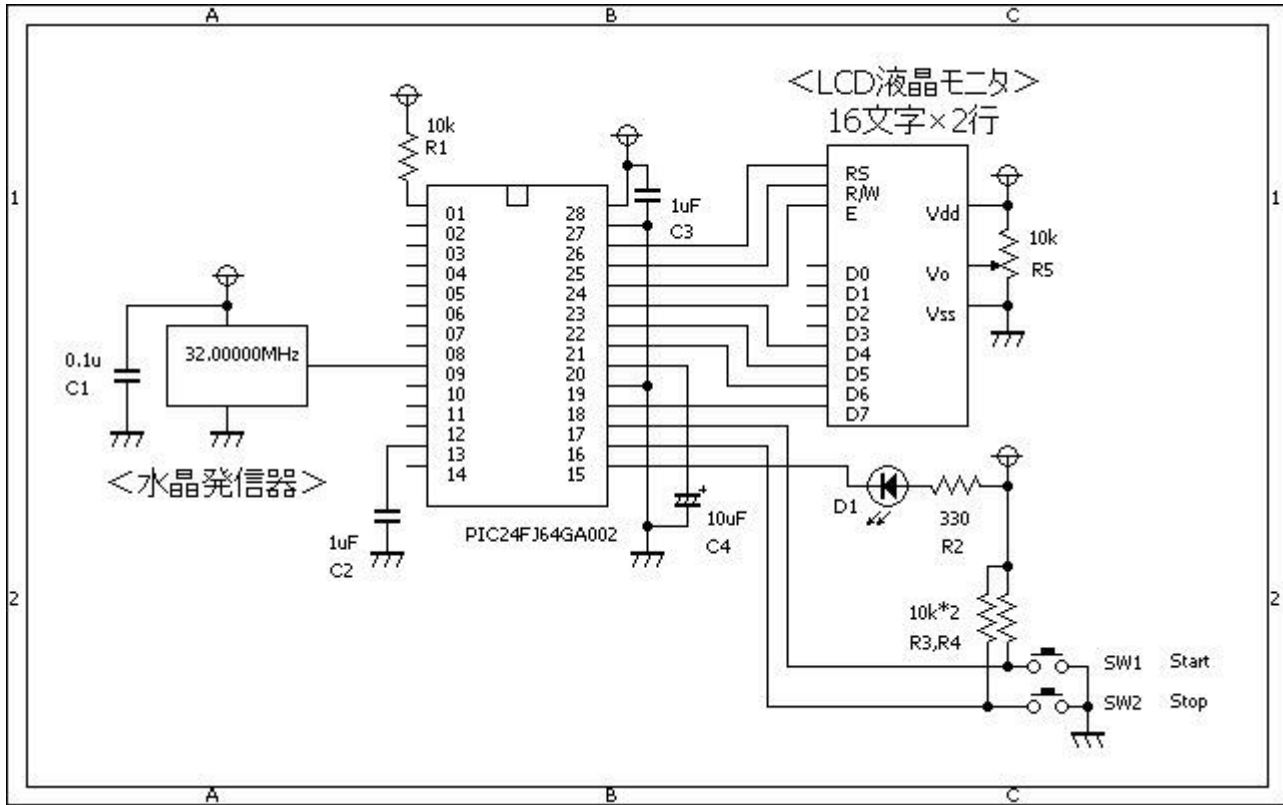 A B C
1
2
1
2
A B C
10k
R1
01
02
03
04
05
06
07
08
09
10
11
12
13
14
28
27
26
25
24
23
22
21
20
19
18
17
16
15
PIC24FJ64GA002
1uF
C3
<LCD液晶モニタ>
16文字×2行
RS
R/W
E
D0
D1
D2
D3
D4
D5
D6
D7
Vdd
Vo
Vss
10k
R5
32.00000MHz
0.1u
C1
<水晶発信器>
1uF
C2
+
10uF
C4
D1
330
R2
10k*2
R3,R4
SW1 Start
SW2 Stop